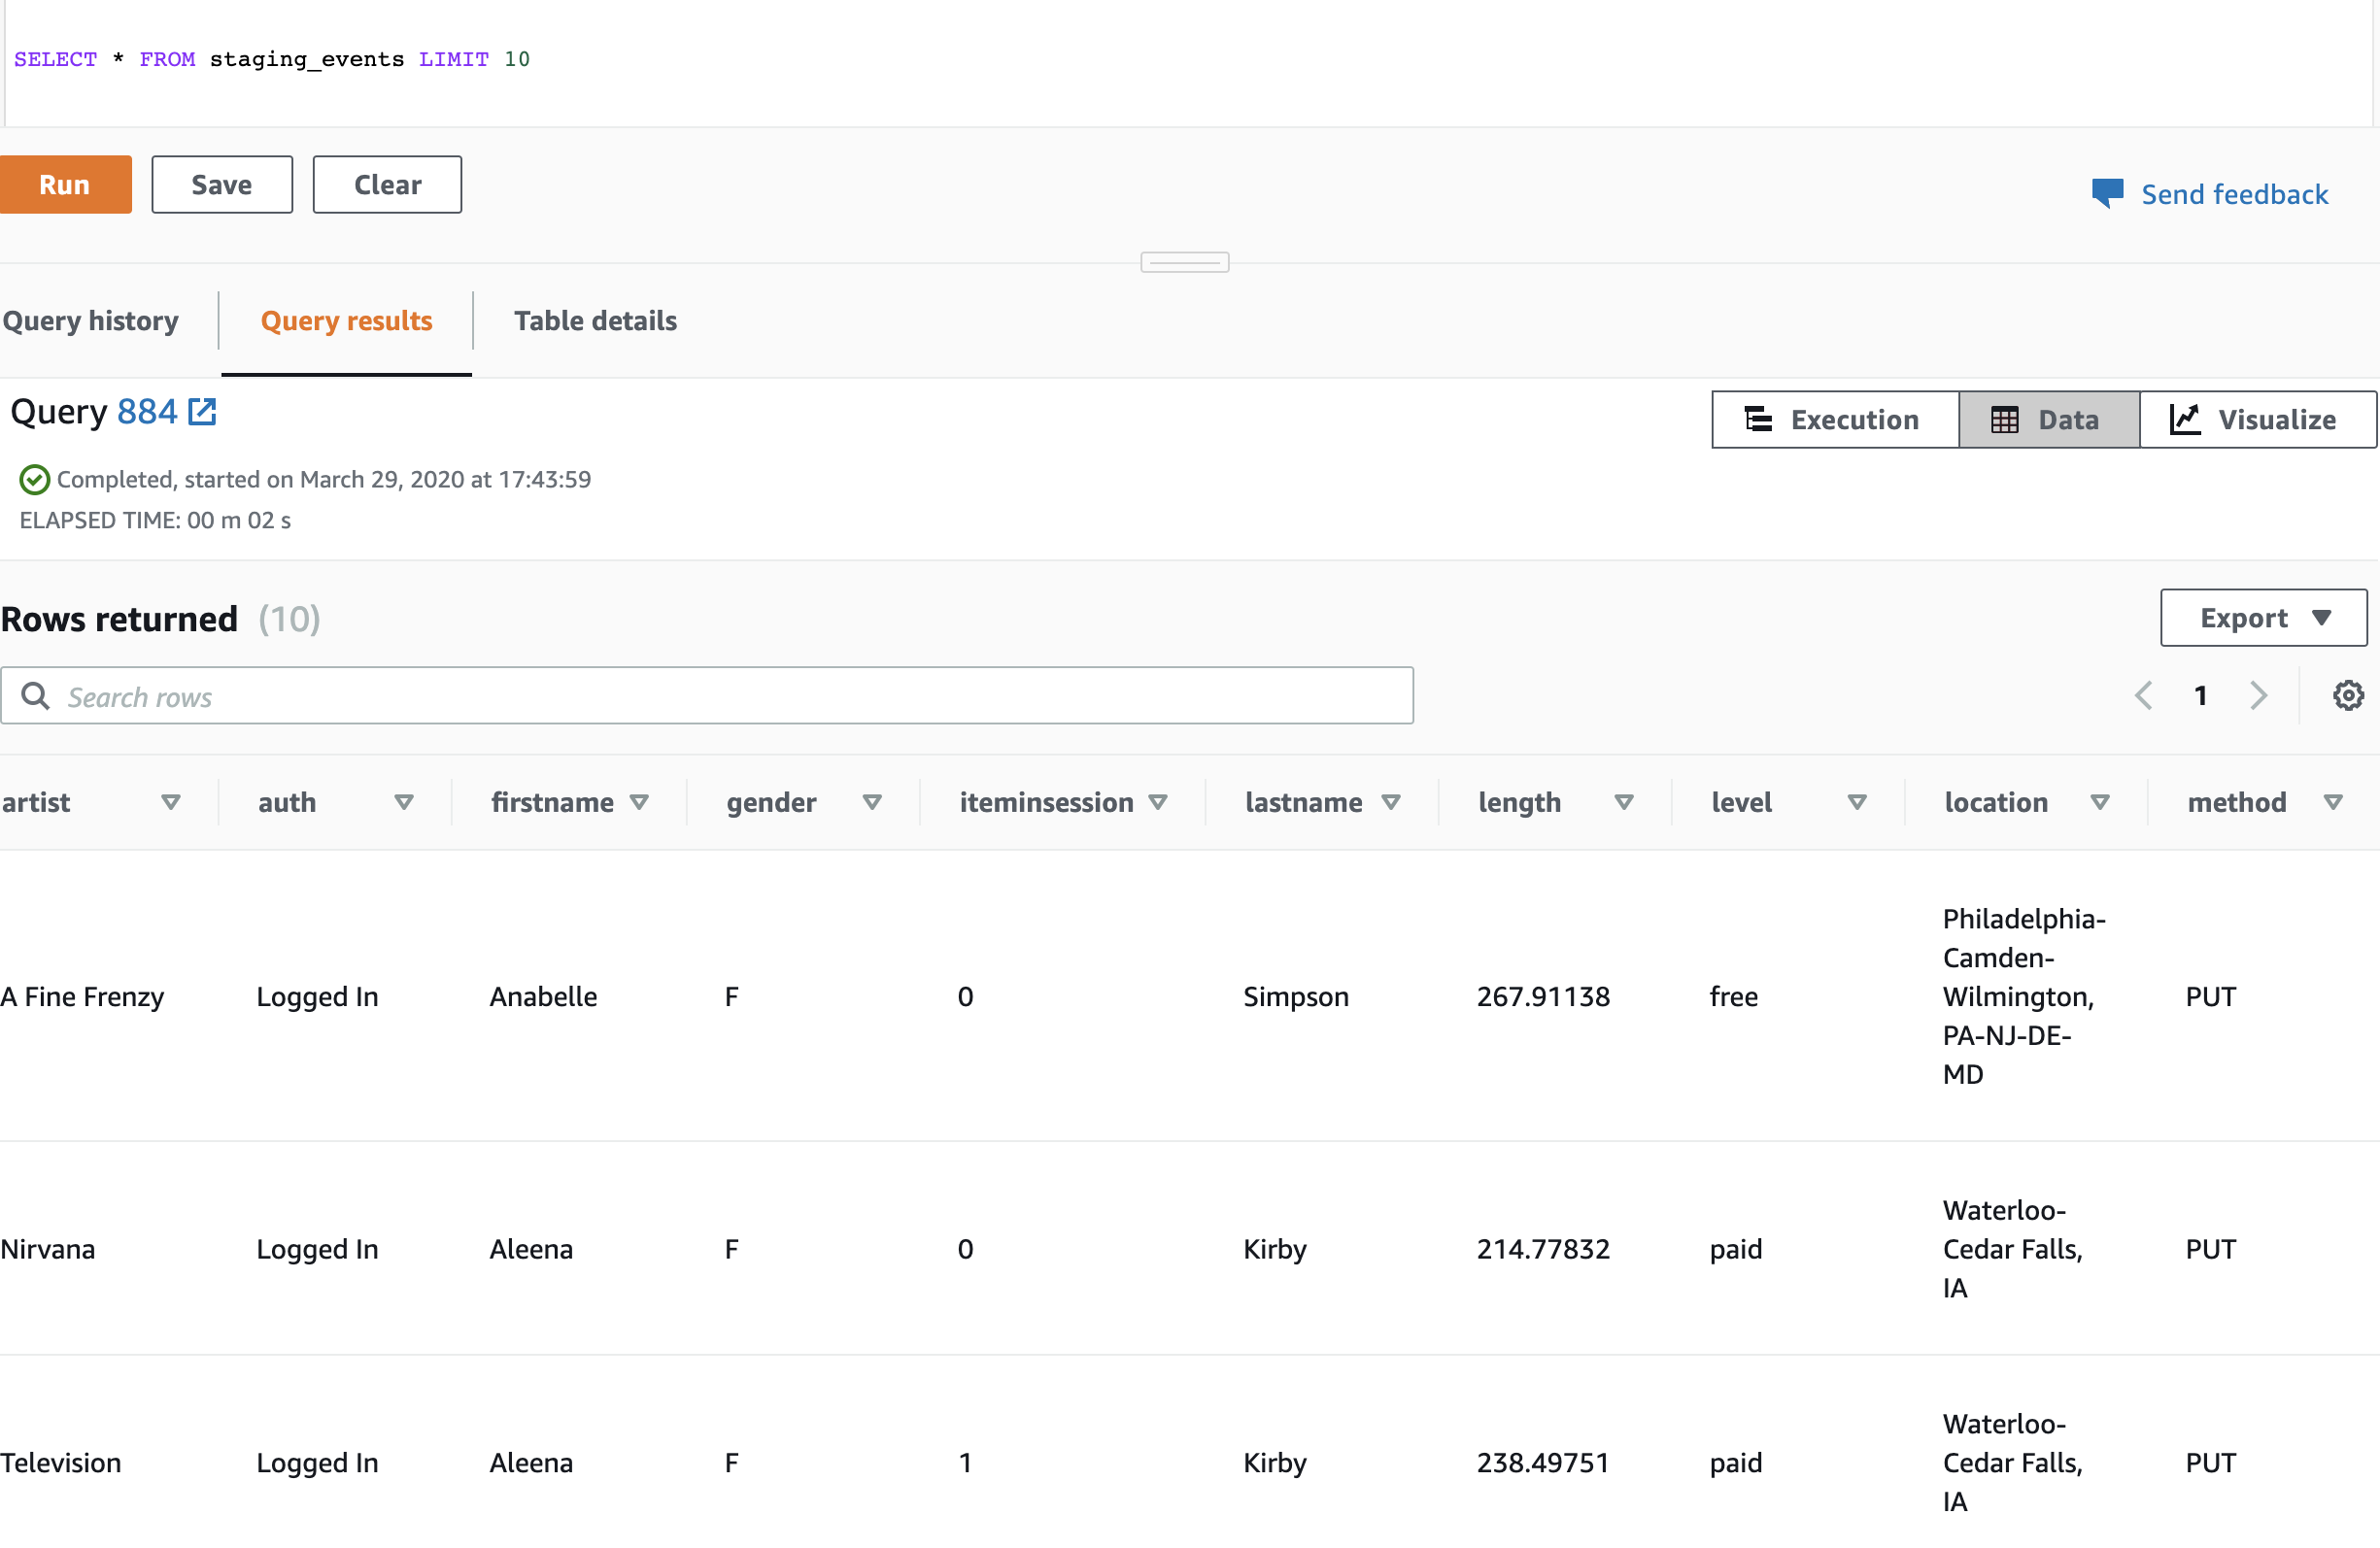 SELECT * FROM staging_events LIMIT 10
Run Save Clear
Send feedback
Query history Query results Table details
Query 884
Execution Data Visualize
Completed, started on March 29, 2020 at 17:43:59
ELAPSED TIME: 00 m 02 s
Rows returned (10)
Export
Search rows
1
artist auth firstname gender iteminsession lastname length level location method
A Fine Frenzy Logged In Anabelle F 0 Simpson 267.91138 free Philadelphia-
Camden-
Wilmington,
PA-NJ-DE-
MD PUT
Nirvana Logged In Aleena F 0 Kirby 214.77832 paid Waterloo-
Cedar Falls,
IA PUT
Television Logged In Aleena F 1 Kirby 238.49751 paid Waterloo-
Cedar Falls,
IA PUT